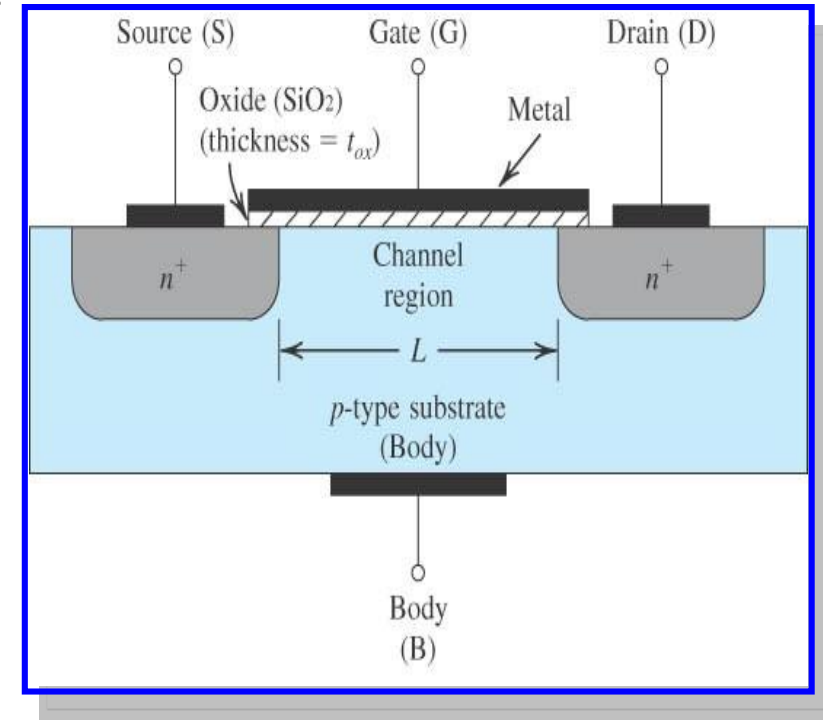 Source (S)
Gate (G)
Drain (D)
Oxide (SiO2)
(thickness = tox)
Metal
n+
Channel
region
n+
L
p-type substrate
(Body)
Body
(B)